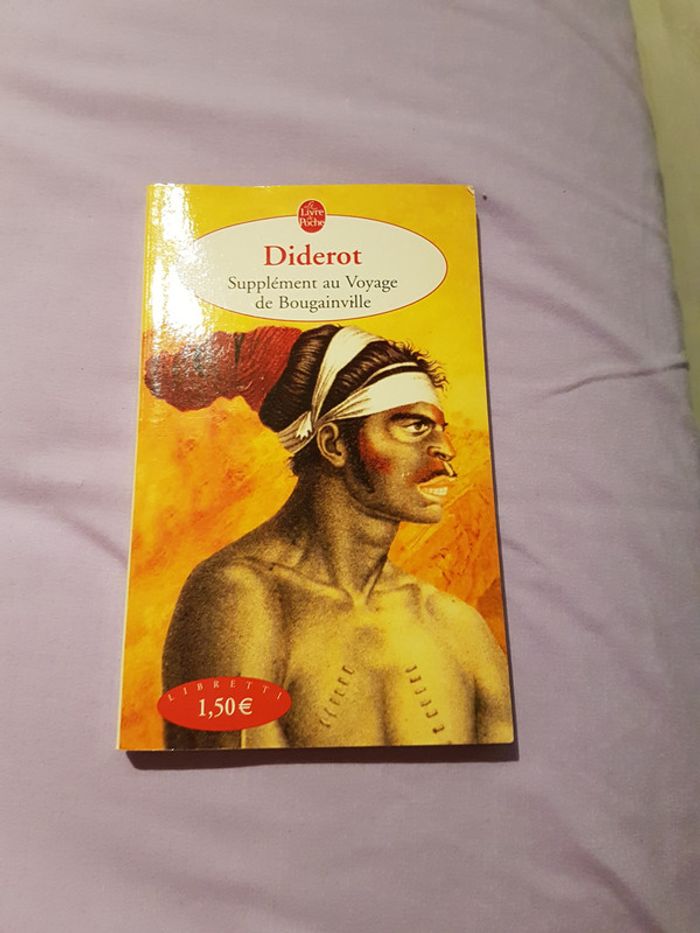 Le
Livre
de
Poche
Diderot
Supplément au Voyage
de Bougainville
LIBRETTI
1,50 €